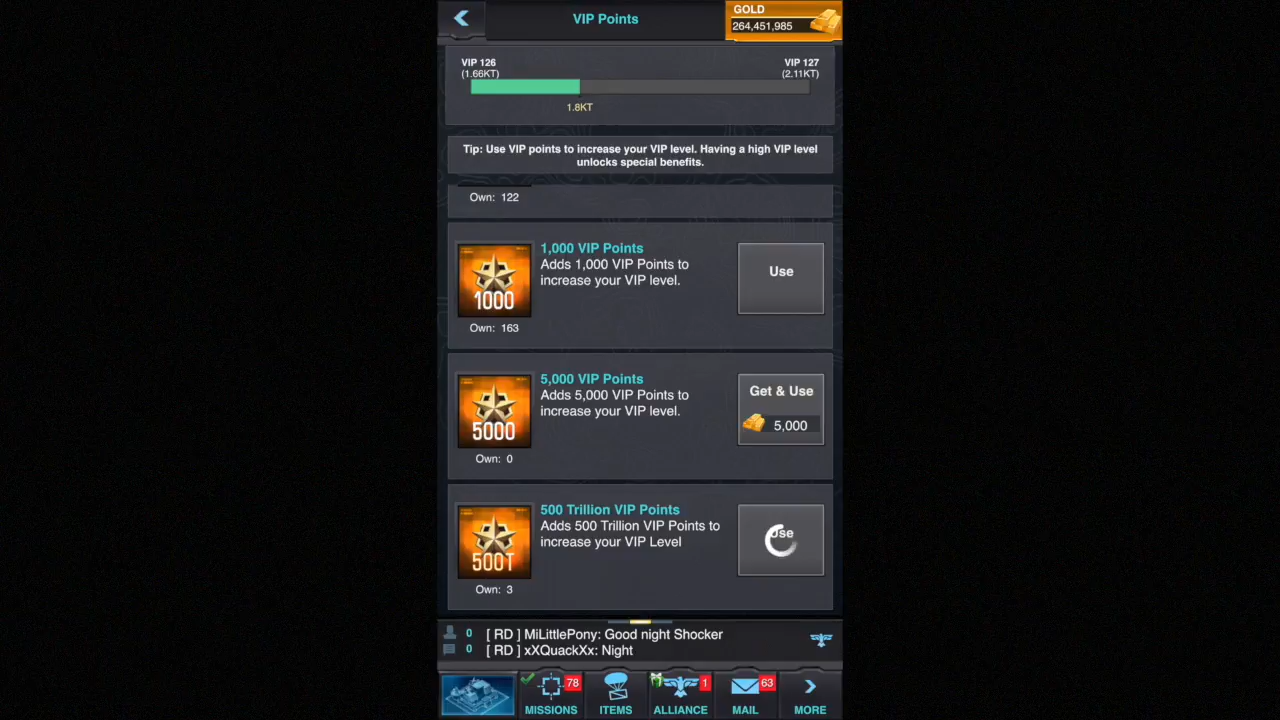 VIP Points
GOLD
264,451,985
VIP 126
(1.66KT)
VIP 127
(2.11KT)
1.8KT
Tip: Use VIP points to increase your VIP level. Having a high VIP level
unlocks special benefits.
Own: 122
1,000 VIP Points
Adds 1,000 VIP Points to
increase your VIP level.
Use
1000
Own: 163
5,000 VIP Points
Adds 5,000 VIP Points to
increase your VIP level.
Get & Use
5,000
5000
Own: 0
500 Trillion VIP Points
Adds 500 Trillion VIP Points to
increase your VIP Level
Use
500T
Own: 3
0 [ RD ] MiLittlePony: Good night Shocker
0 [ RD ] xXQuackXx: Night
78
1
63
MISSIONS
ITEMS
ALLIANCE
MAIL
MORE